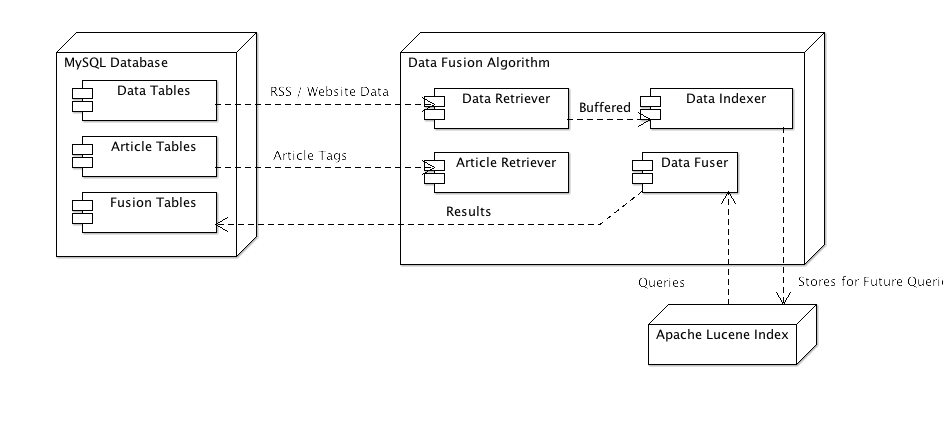 MySQL Database
Data Tables
Article Tables
Fusion Tables
RSS / Website Data
Article Tags
Results
Data Fusion Algorithm
Data Retriever
Buffered
Data Indexer
Article Retriever
Data Fuser
Queries
Stores for Future
Apache Lucene Index